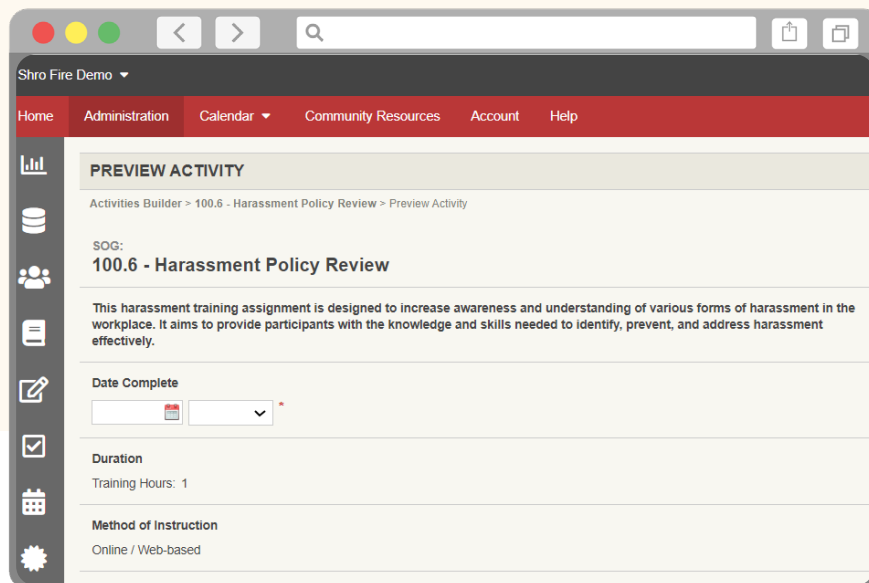 Shro Fire Demo
Home Administration Calendar Community Resources Account Help
PREVIEW ACTIVITY
Activities Builder > 100.6 - Harassment Policy Review > Preview Activity
SOG:
100.6 - Harassment Policy Review
This harassment training assignment is designed to increase awareness and understanding of various forms of harassment in the
workplace. It aims to provide participants with the knowledge and skills needed to identify, prevent, and address harassment
effectively.
Date Complete
*
Duration
Training Hours: 1
Method of Instruction
Online / Web-based